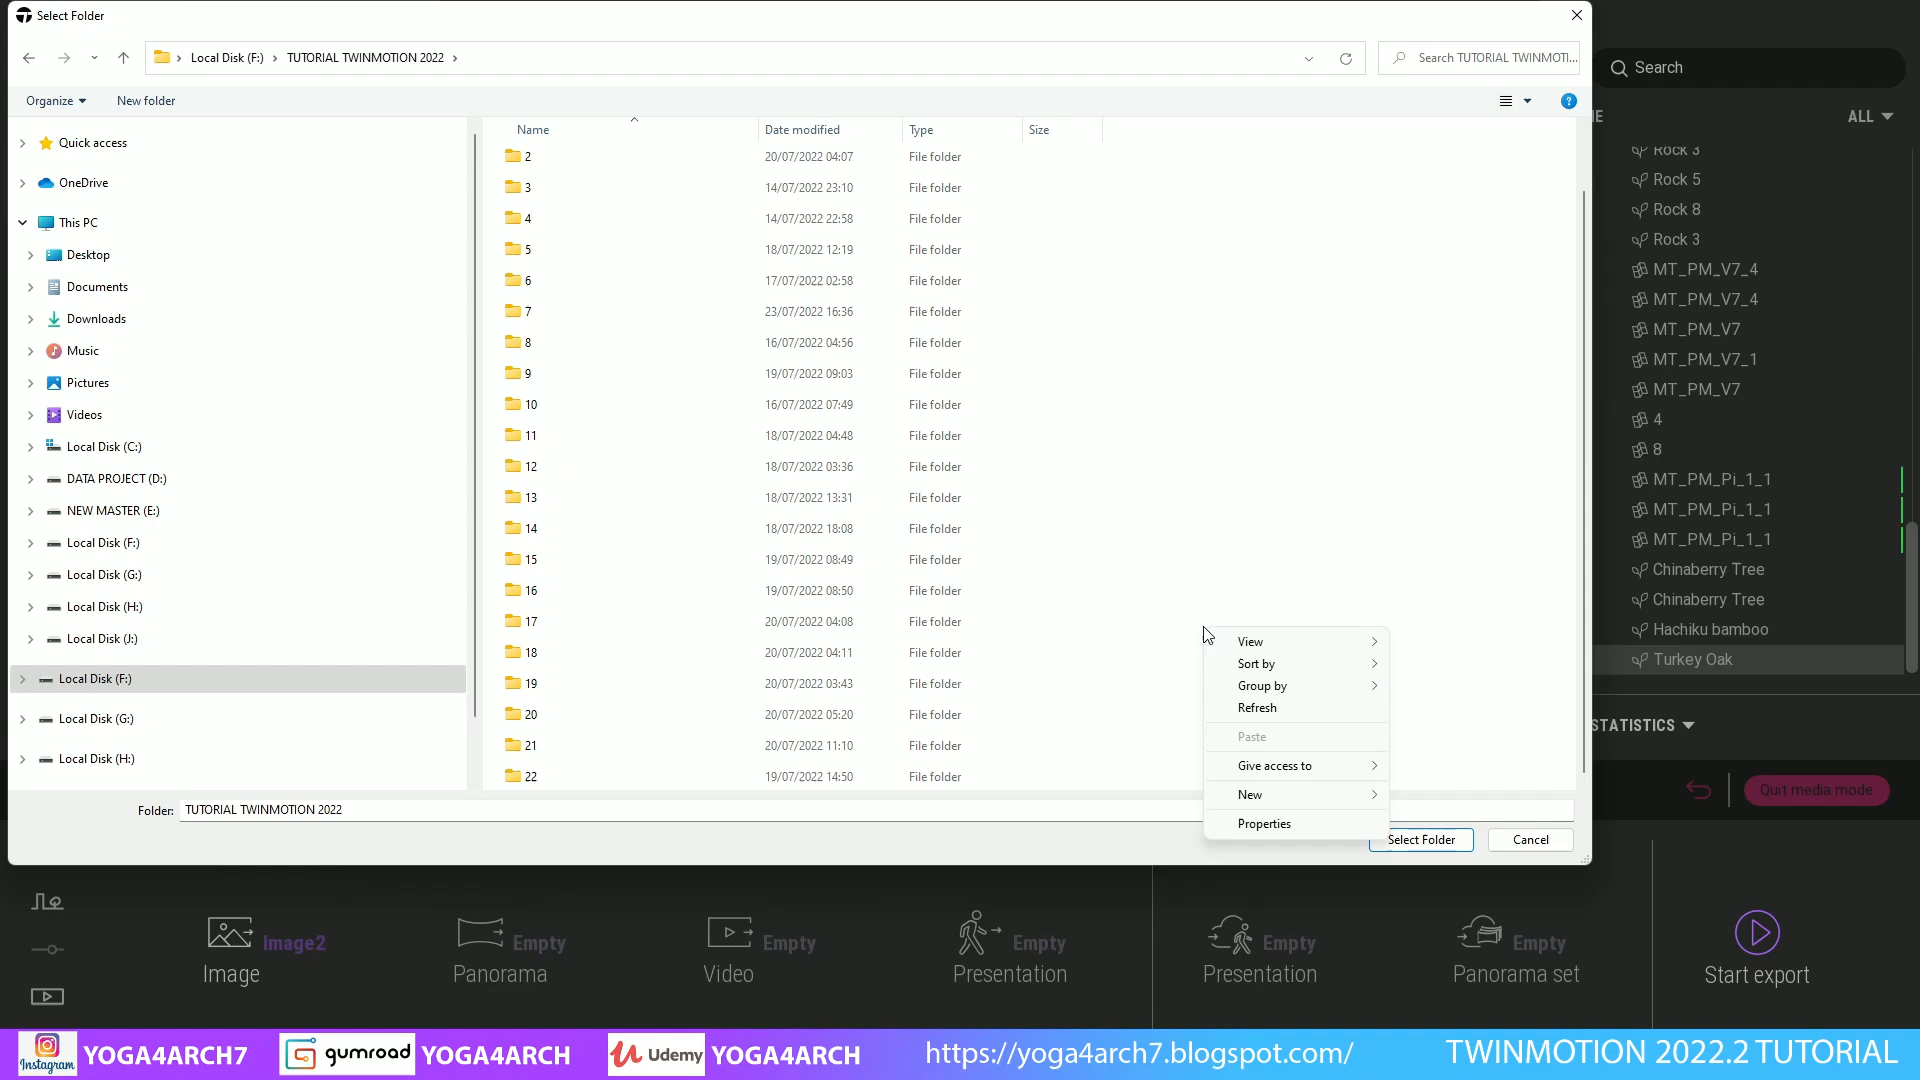 Select Folder
Local Disk (F:) TUTORIAL TWINMOTION 2022
Search TUTORIAL TWINMOTI...
Organize
New folder
Name
Date modified
Type
Size
2 20/07/2022 04:07 File folder
3 14/07/2022 23:10 File folder
4 14/07/2022 22:58 File folder
5 18/07/2022 12:19 File folder
6 17/07/2022 02:58 File folder
7 23/07/2022 16:36 File folder
8 16/07/2022 04:56 File folder
9 19/07/2022 09:03 File folder
10 16/07/2022 07:49 File folder
11 18/07/2022 04:48 File folder
12 18/07/2022 03:36 File folder
13 18/07/2022 13:31 File folder
14 18/07/2022 18:08 File folder
15 19/07/2022 08:49 File folder
16 19/07/2022 08:50 File folder
17 20/07/2022 04:08 File folder
18 20/07/2022 04:11 File folder
19 20/07/2022 03:43 File folder
20 20/07/2022 05:20 File folder
21 20/07/2022 11:10 File folder
22 19/07/2022 14:50 File folder
Quick access
OneDrive
This PC
Desktop
Documents
Downloads
Music
Pictures
Videos
Local Disk (C:)
DATA PROJECT (D:)
NEW MASTER (E:)
Local Disk (F:)
Local Disk (G:)
Local Disk (H:)
Local Disk (J:)
Local Disk (F:)
Local Disk (G:)
Local Disk (H:)
View
Sort by
Group by
Refresh
Paste
Give access to
New
Properties
Folder: TUTORIAL TWINMOTION 2022
Select Folder
Cancel
Search
ALL
Rock 3
Rock 5
Rock 8
Rock 3
MT_PM_V7_4
MT_PM_V7_4
MT_PM_V7
MT_PM_V7_1
MT_PM_V7
4
8
MT_PM_Pi_1_1
MT_PM_Pi_1_1
MT_PM_Pi_1_1
Chinaberry Tree
Chinaberry Tree
Hachiku bamboo
Turkey Oak
STATISTICS
Quit media mode
Image2
Image
Empty
Panorama
Empty
Video
Empty
Presentation
Empty
Presentation
Empty
Panorama set
Start export
Instagram YOGA4ARCH7
gumroad YOGA4ARCH
Udemy YOGA4ARCH
https://yoga4arch7.blogspot.com/
TWINMOTION 2022.2 TUTORIAL